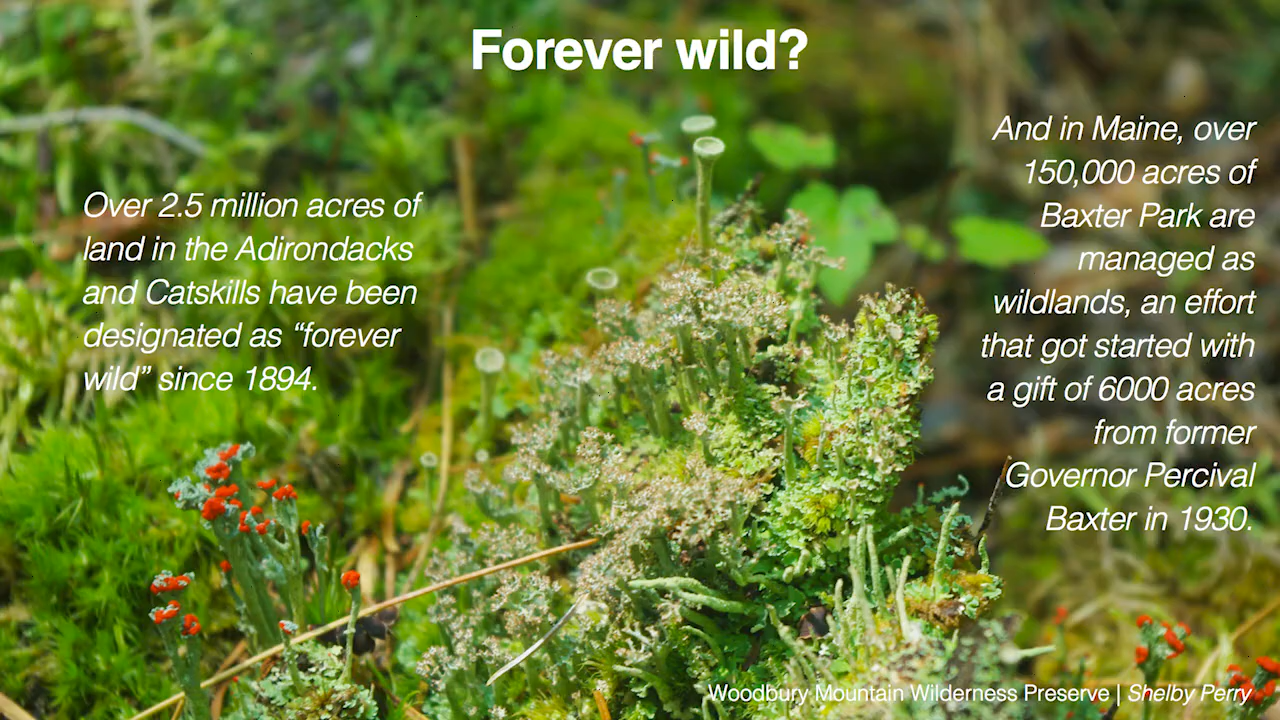 Forever wild?
Over 2.5 million acres of
land in the Adirondacks
and Catskills have been
designated as “forever
wild” since 1894.
And in Maine, over
150,000 acres of
Baxter Park are
managed as
wildlands, an effort
that got started with
a gift of 6000 acres
from former
Governor Percival
Baxter in 1930.
Woodbury Mountain Wilderness Preserve | Shelby Perry